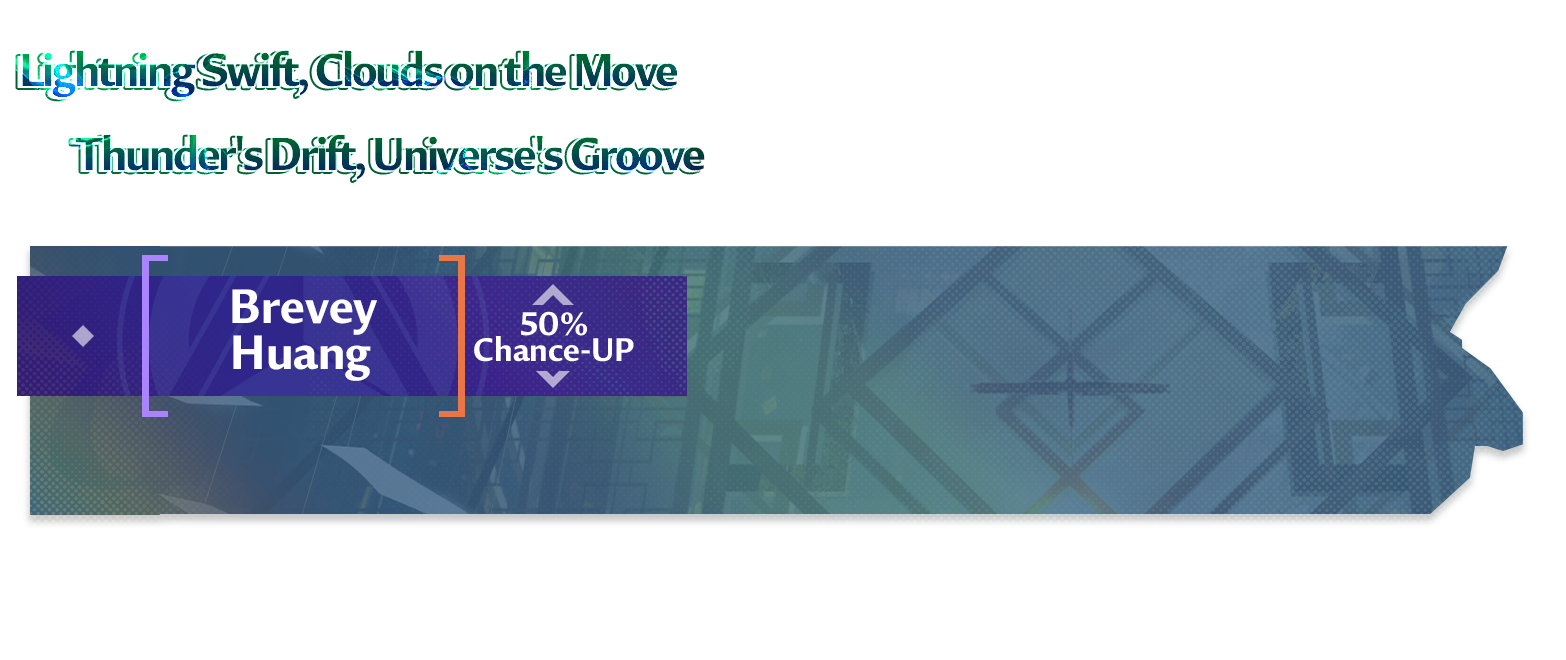 Lightning Swift, Clouds on the Move
Thunder's Drift, Universe's Groove
Brevey
Huang
50%
Chance-UP